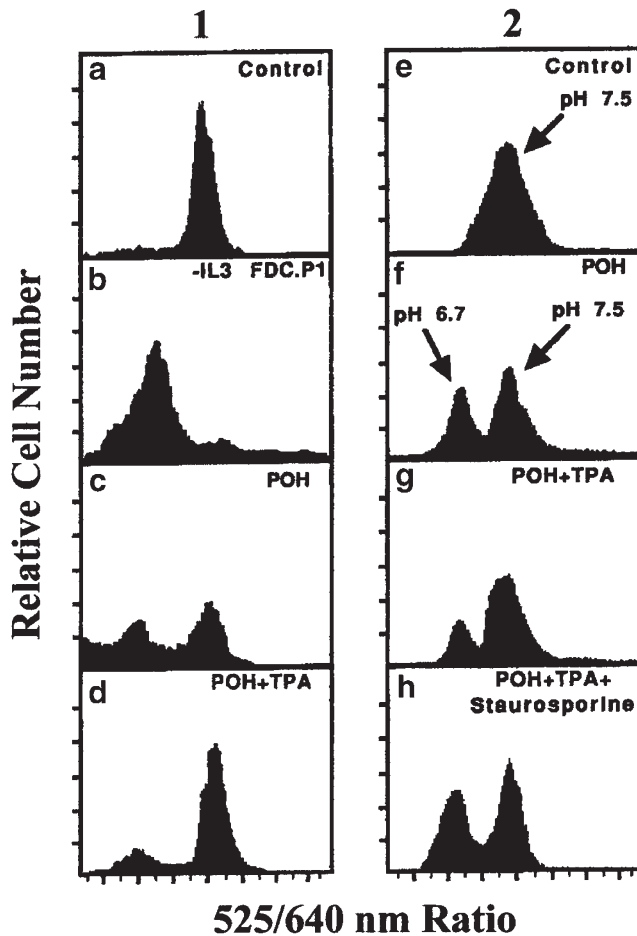 1
2
Relative Cell Number
a
Control
b
-IL3 FDC.P1
c
POH
d
POH+TPA
e
Control
pH 7.5
f
POH
pH 6.7
pH 7.5
g
POH+TPA
h
POH+TPA+
Staurosporine
525/640 nm Ratio